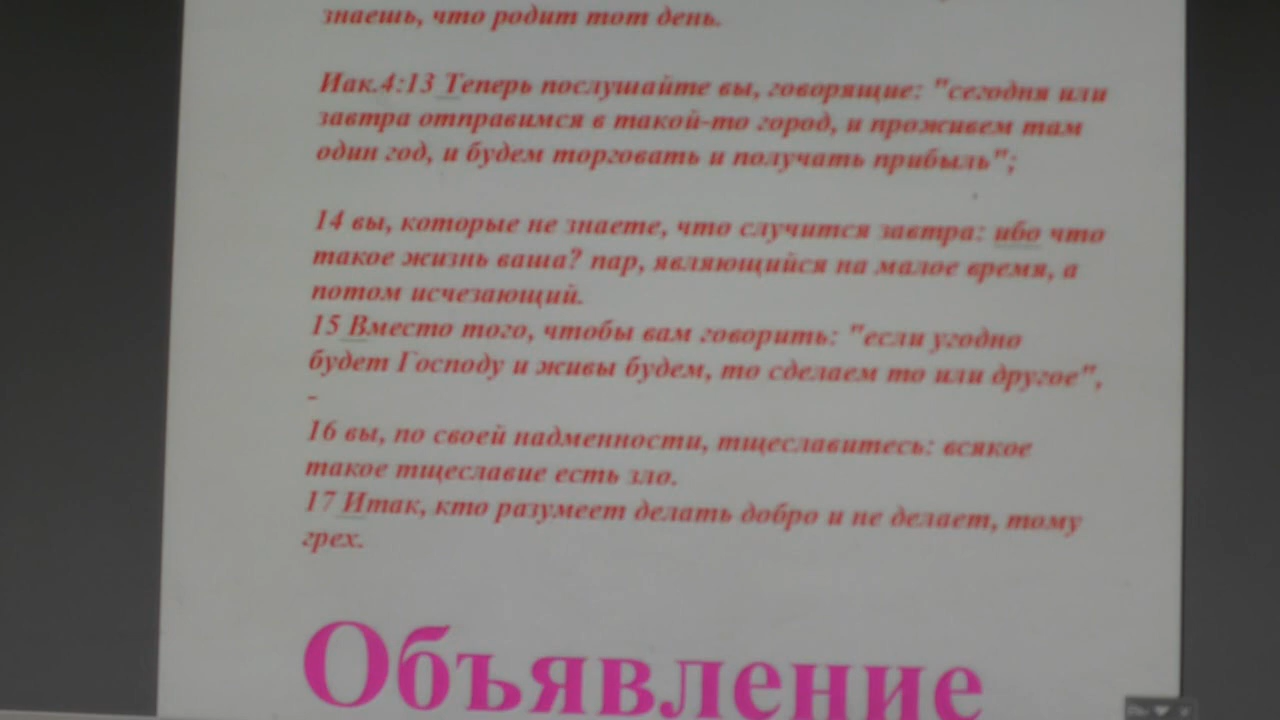 знаешь, что родит тот день.
Иак.4:13 Теперь послушайте вы, говорящие: "сегодня или
завтра отправимся в такой-то город, и проживем там
один год, и будем торговать и получать прибыль";
14 вы, которые не знаете, что случится завтра: ибо что
такое жизнь ваша? пар, являющийся на малое время, а
потом исчезающий.
15 Вместо того, чтобы вам говорить: "если угодно
будет Господу и живы будем, то сделаем то или другое",
-
16 вы, по своей надменности, тщеславитесь: всякое
такое тщеславие есть зло.
17 Итак, кто разумеет делать добро и не делает, тому
грех.
Объявление